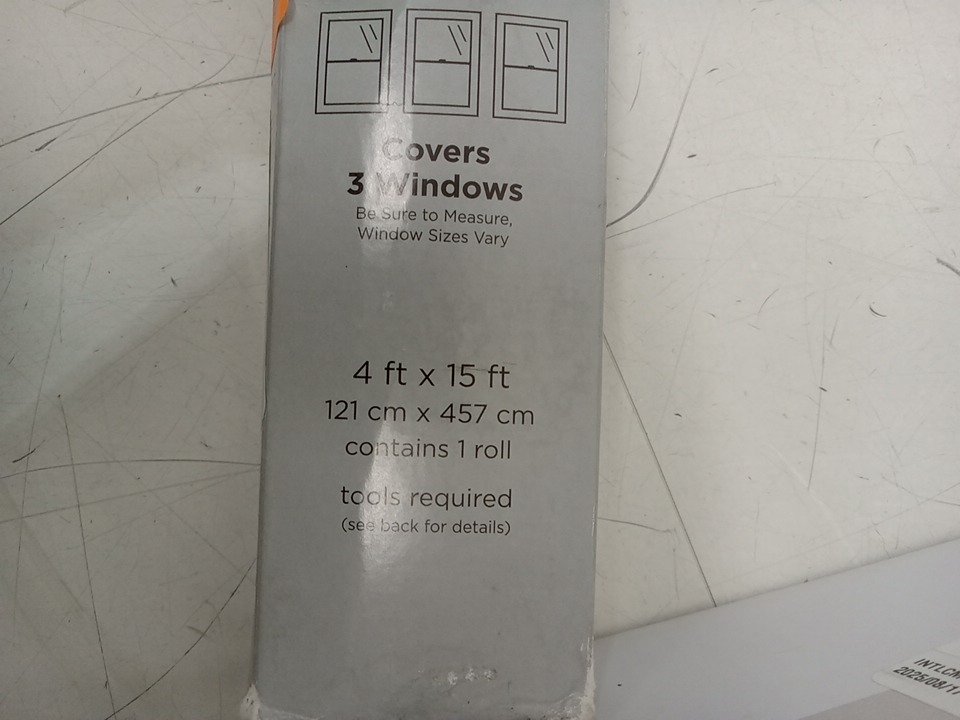 Covers
3 Windows
Be Sure to Measure,
Window Sizes Vary
4 ft x 15 ft
121 cm x 457 cm
contains 1 roll
tools required
(see back for details)